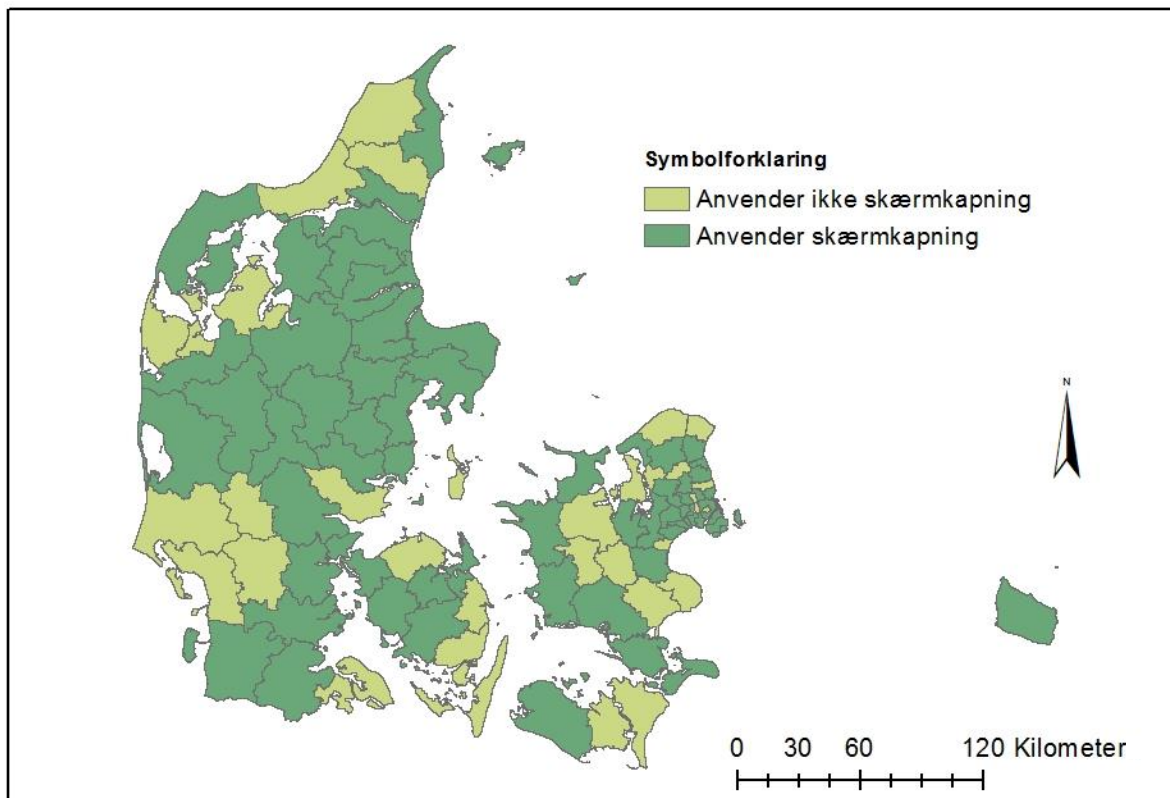 N
Symbolforklaring
Anvender ikke skærmkapning
Anvender skærmkapning
0 30 60 120 Kilometer